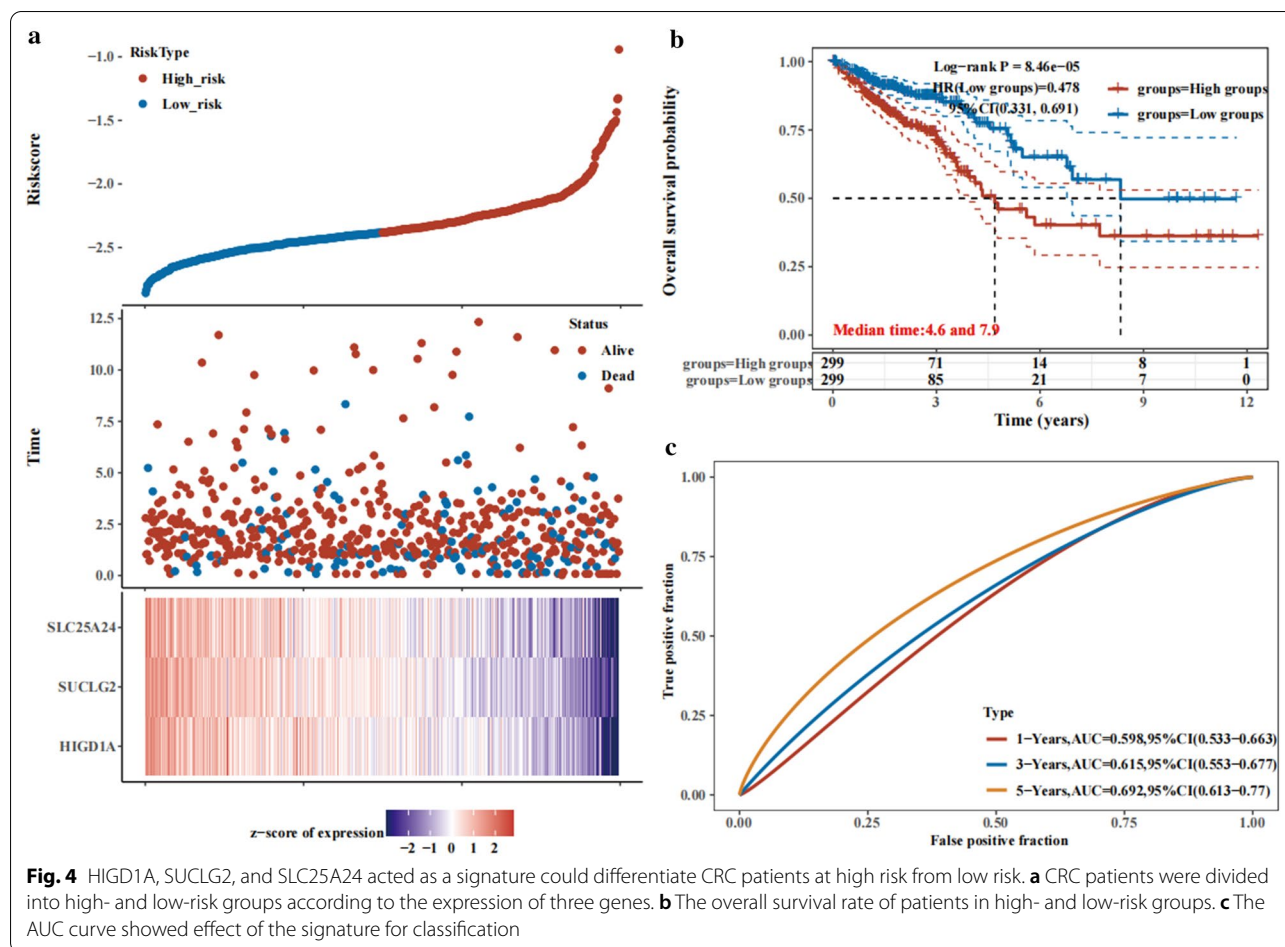 a
RiskType
High_risk
Low_risk
Riskscore
−1.0
−1.5
−2.0
−2.5
Status
Alive
Dead
Time
12.5
10.0
7.5
5.0
2.5
0.0
SLC25A24
SUCLG2
HIGD1A
z−score of expression
−2 −1 0 1 2
b
Log−rank P = 8.46e−05
HR(Low groups)=0.478
95%CI(0.331, 0.691)
groups=High groups
groups=Low groups
Overall survival probability
1.00
0.75
0.50
0.25
0.00
Median time:4.6 and 7.9
groups=High groups 299 71 14 8 1
groups=Low groups 299 85 21 7 0
0 3 6 9 12
Time (years)
c
True positive fraction
1.00
0.75
0.50
0.25
0.00
Type
1−Years,AUC=0.598,95%CI(0.533−0.663)
3−Years,AUC=0.615,95%CI(0.553−0.677)
5−Years,AUC=0.692,95%CI(0.613−0.77)
0.00 0.25 0.50 0.75 1.00
False positive fraction
Fig. 4 HIGD1A, SUCLG2, and SLC25A24 acted as a signature could differentiate CRC patients at high risk from low risk. a CRC patients were divided
into high- and low-risk groups according to the expression of three genes. b The overall survival rate of patients in high- and low-risk groups. c The
AUC curve showed effect of the signature for classification